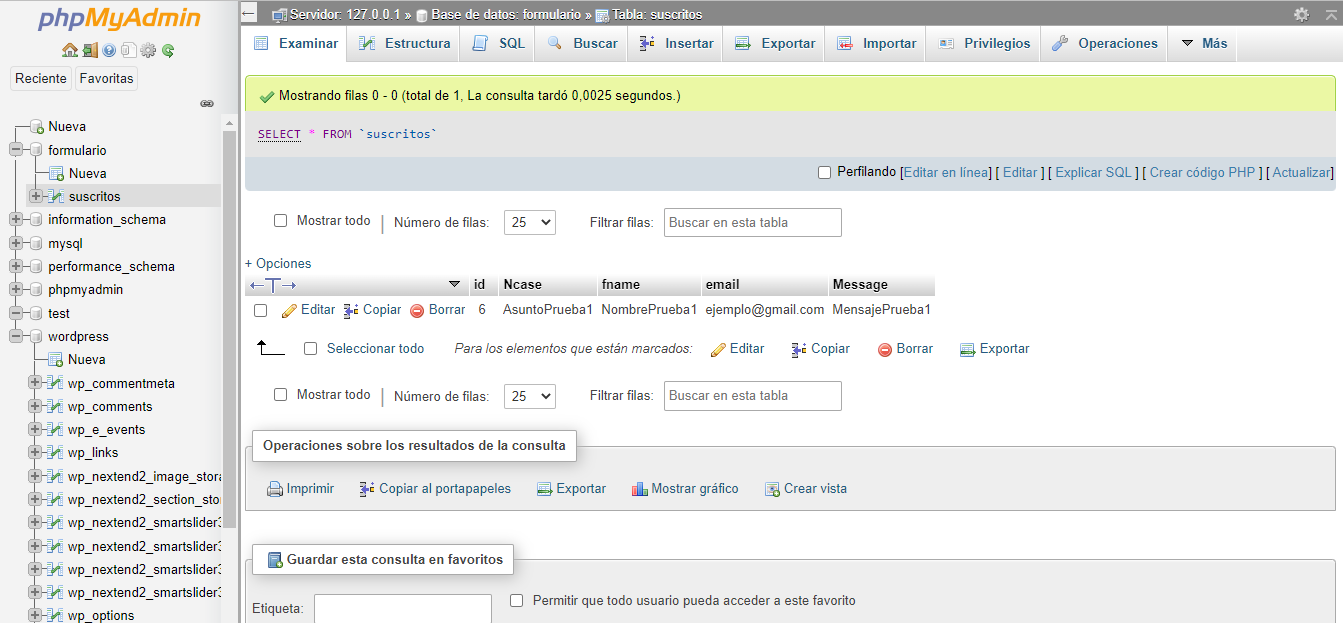 phpMyAdmin
Reciente Favoritas
Nueva
formulario
Nueva
suscritos
information_schema
mysql
performance_schema
phpmyadmin
test
wordpress
Nueva
wp_commentmeta
wp_comments
wp_e_events
wp_links
wp_nextend2_image_stora
wp_nextend2_section_sto
wp_nextend2_smartslider3
wp_nextend2_smartslider3
wp_nextend2_smartslider3
wp_nextend2_smartslider3
wp_options
Servidor: 127.0.0.1 » Base de datos: formulario » Tabla: suscritos
Examinar Estructura SQL Buscar Insertar Exportar Importar Privilegios Operaciones Más
Mostrando filas 0 - 0 (total de 1, La consulta tardó 0,0025 segundos.)
SELECT * FROM `suscritos`
Perfilando [Editar en línea] [ Editar ] [ Explicar SQL ] [ Crear código PHP ] [ Actualizar]
Mostrar todo | Número de filas: 25 Filtrar filas: Buscar en esta tabla
+ Opciones
←T→ id Ncase fname email Message
Editar Copiar Borrar 6 AsuntoPrueba1 NombrePrueba1 ejemplo@gmail.com MensajePrueba1
Seleccionar todo Para los elementos que están marcados: Editar Copiar Borrar Exportar
Mostrar todo | Número de filas: 25 Filtrar filas: Buscar en esta tabla
Operaciones sobre los resultados de la consulta
Imprimir Copiar al portapapeles Exportar Mostrar gráfico Crear vista
Guardar esta consulta en favoritos
Etiqueta: Permitir que todo usuario pueda acceder a este favorito